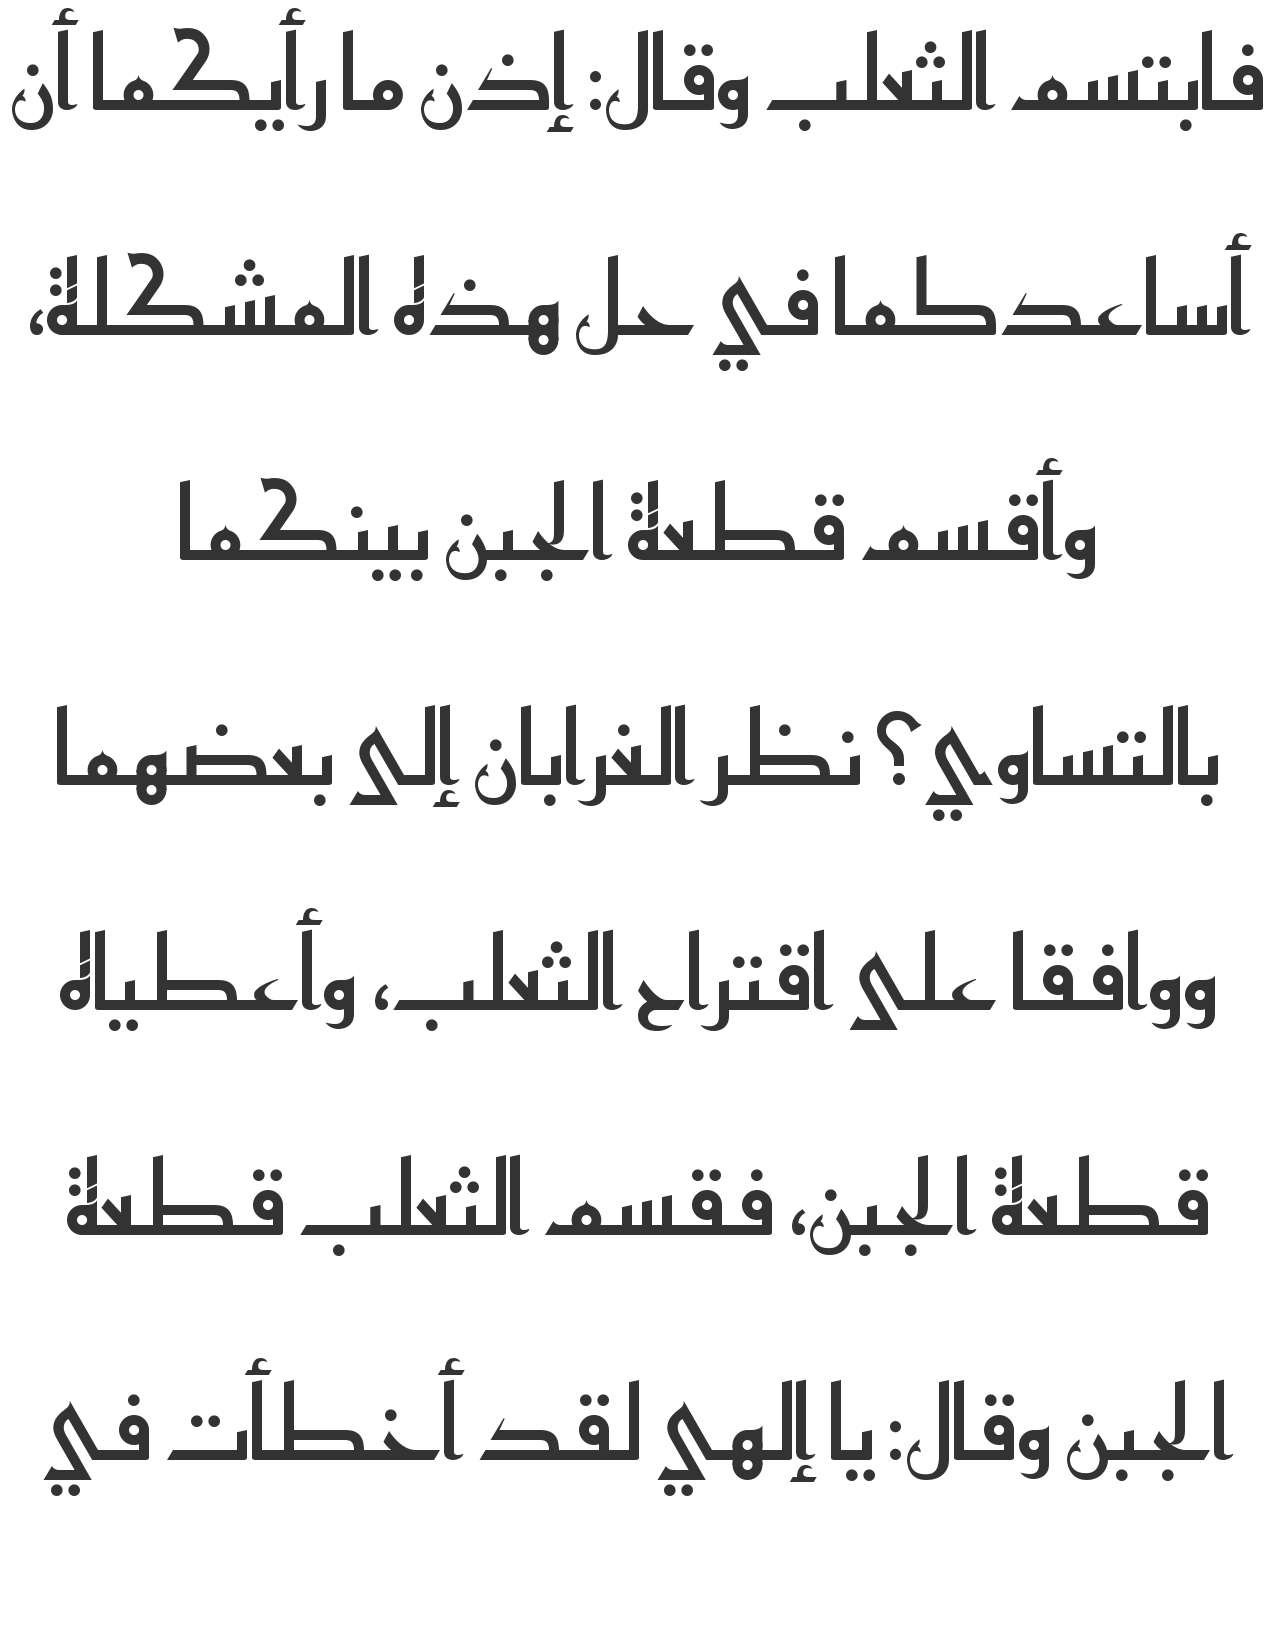 فابتسم الثعلب وقال: إذن ما رأيكما أن
أساعدكما في حل هذه المشكلة،
وأقسم قطعة الجبن بينكما
بالتساوي؟ نظر الغرابان إلى بعضهما
ووافقا على اقتراح الثعلب، وأعطياه
قطعة الجبن، فقسم الثعلب قطعة
الجبن وقال: يا إلهي لقد أخطأت في